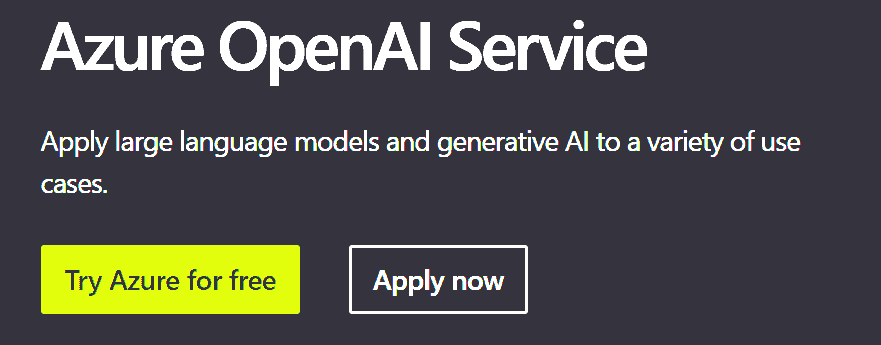 Azure OpenAI Service
Apply large language models and generative AI to a variety of use
cases.
Try Azure for free
Apply now